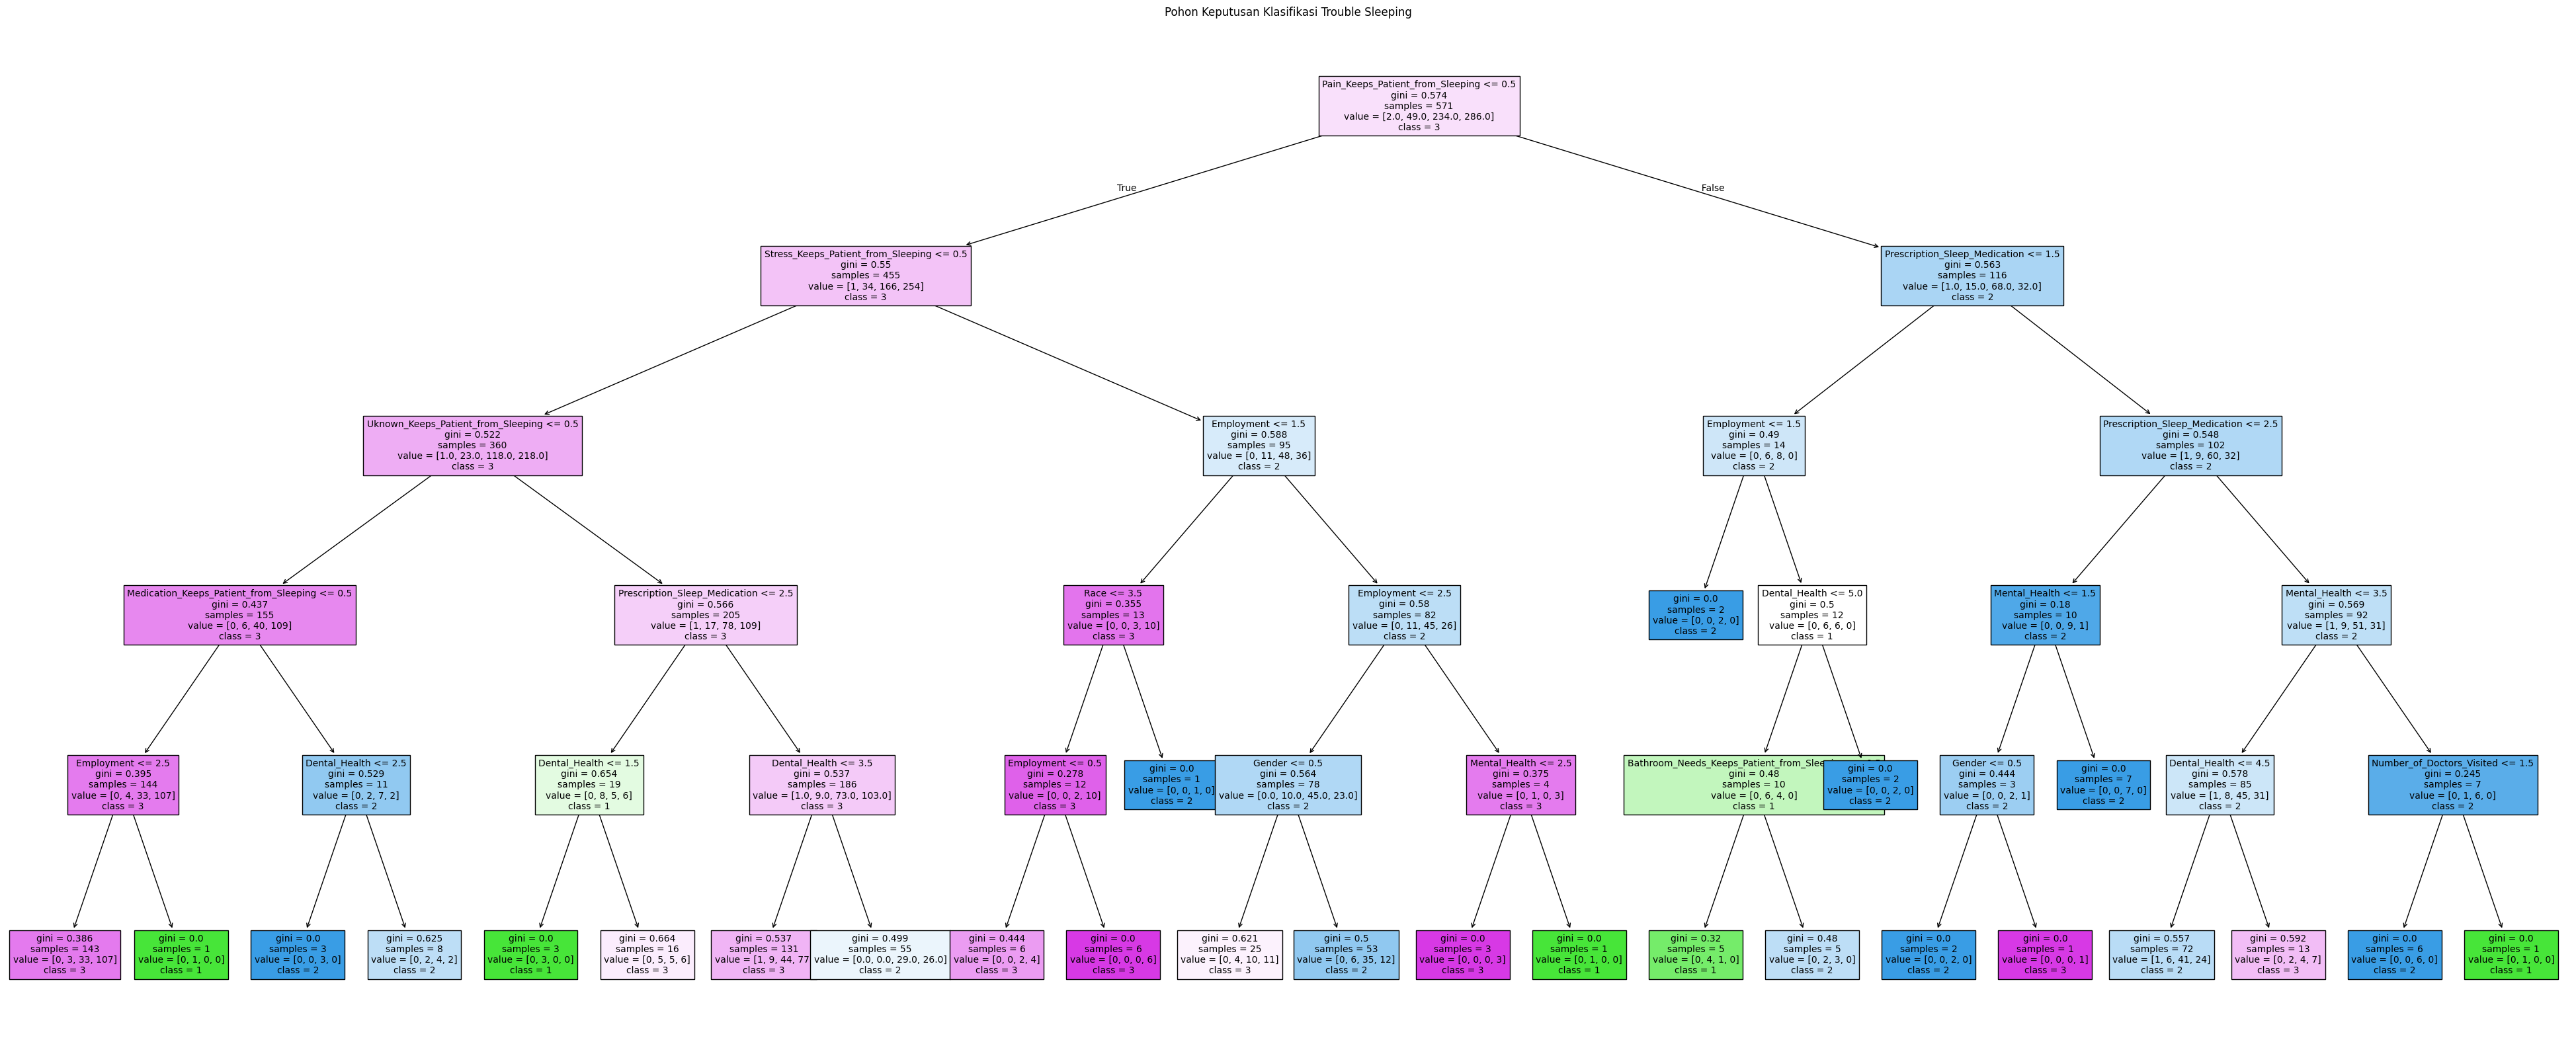 Pohon Keputusan Klasifikasi Trouble Sleeping
Pain_Keeps_Patient_from_Sleeping <= 0.5
gini = 0.574
samples = 571
value = [2.0, 49.0, 234.0, 286.0]
class = 3
True
False
Stress_Keeps_Patient_from_Sleeping <= 0.5
gini = 0.55
samples = 455
value = [1, 34, 166, 254]
class = 3
Prescription_Sleep_Medication <= 1.5
gini = 0.563
samples = 116
value = [1.0, 15.0, 68.0, 32.0]
class = 2
Uknown_Keeps_Patient_from_Sleeping <= 0.5
gini = 0.522
samples = 360
value = [1.0, 23.0, 118.0, 218.0]
class = 3
Employment <= 1.5
gini = 0.588
samples = 95
value = [0, 11, 48, 36]
class = 2
Employment <= 1.5
gini = 0.49
samples = 14
value = [0, 6, 8, 0]
class = 2
Prescription_Sleep_Medication <= 2.5
gini = 0.548
samples = 102
value = [1, 9, 60, 32]
class = 2
Medication_Keeps_Patient_from_Sleeping <= 0.5
gini = 0.437
samples = 155
value = [0, 6, 40, 109]
class = 3
Prescription_Sleep_Medication <= 2.5
gini = 0.566
samples = 205
value = [1, 17, 78, 109]
class = 3
Race <= 3.5
gini = 0.355
samples = 13
value = [0, 0, 3, 10]
class = 3
Employment <= 2.5
gini = 0.58
samples = 82
value = [0, 11, 45, 26]
class = 2
gini = 0.0
samples = 2
value = [0, 0, 2, 0]
class = 2
Dental_Health <= 5.0
gini = 0.5
samples = 12
value = [0, 6, 6, 0]
class = 1
Mental_Health <= 1.5
gini = 0.18
samples = 10
value = [0, 0, 9, 1]
class = 2
Mental_Health <= 3.5
gini = 0.569
samples = 92
value = [1, 9, 51, 31]
class = 2
Employment <= 2.5
gini = 0.395
samples = 144
value = [0, 4, 33, 107]
class = 3
Dental_Health <= 2.5
gini = 0.529
samples = 11
value = [0, 2, 7, 2]
class = 2
Dental_Health <= 1.5
gini = 0.654
samples = 19
value = [0, 8, 5, 6]
class = 1
Dental_Health <= 3.5
gini = 0.537
samples = 186
value = [1.0, 9.0, 73.0, 103.0]
class = 3
Employment <= 0.5
gini = 0.278
samples = 12
value = [0, 0, 2, 10]
class = 3
gini = 0.0
samples = 1
value = [0, 0, 1, 0]
class = 2
Gender <= 0.5
gini = 0.564
samples = 78
value = [0.0, 10.0, 45.0, 23.0]
class = 2
Mental_Health <= 2.5
gini = 0.375
samples = 4
value = [0, 1, 0, 3]
class = 3
gini = 0.48
samples = 10
value = [0, 6, 4, 0]
class = 1
gini = 0.0
samples = 2
value = [0, 0, 2, 0]
class = 2
Gender <= 0.5
gini = 0.444
samples = 3
value = [0, 0, 2, 1]
class = 2
gini = 0.0
samples = 7
value = [0, 0, 7, 0]
class = 2
Dental_Health <= 4.5
gini = 0.578
samples = 85
value = [1, 8, 45, 31]
class = 2
Number_of_Doctors_Visited <= 1.5
gini = 0.245
samples = 7
value = [0, 1, 6, 0]
class = 2
gini = 0.386
samples = 143
value = [0, 3, 33, 107]
class = 3
gini = 0.0
samples = 1
value = [0, 1, 0, 0]
class = 1
gini = 0.0
samples = 3
value = [0, 0, 3, 0]
class = 2
gini = 0.625
samples = 8
value = [0, 2, 4, 2]
class = 2
gini = 0.0
samples = 3
value = [0, 3, 0, 0]
class = 1
gini = 0.664
samples = 16
value = [0, 5, 5, 6]
class = 3
gini = 0.537
samples = 131
value = [1, 9, 44, 77
class = 3
gini = 0.499
samples = 55
value = [0.0, 0.0, 29.0, 26.0]
class = 2
gini = 0.444
samples = 6
value = [0, 0, 2, 4]
class = 3
gini = 0.0
samples = 6
value = [0, 0, 0, 6]
class = 3
gini = 0.621
samples = 25
value = [0, 4, 10, 11]
class = 3
gini = 0.5
samples = 53
value = [0, 6, 35, 12]
class = 2
gini = 0.0
samples = 3
value = [0, 0, 0, 3]
class = 3
gini = 0.0
samples = 1
value = [0, 1, 0, 0]
class = 1
gini = 0.32
samples = 5
value = [0, 4, 1, 0]
class = 1
gini = 0.48
samples = 5
value = [0, 2, 3, 0]
class = 2
gini = 0.0
samples = 2
value = [0, 0, 2, 0]
class = 2
gini = 0.0
samples = 1
value = [0, 0, 0, 1]
class = 3
gini = 0.557
samples = 72
value = [1, 6, 41, 24]
class = 2
gini = 0.592
samples = 13
value = [0, 2, 4, 7]
class = 3
gini = 0.0
samples = 6
value = [0, 0, 6, 0]
class = 2
gini = 0.0
samples = 1
value = [0, 1, 0, 0]
class = 1